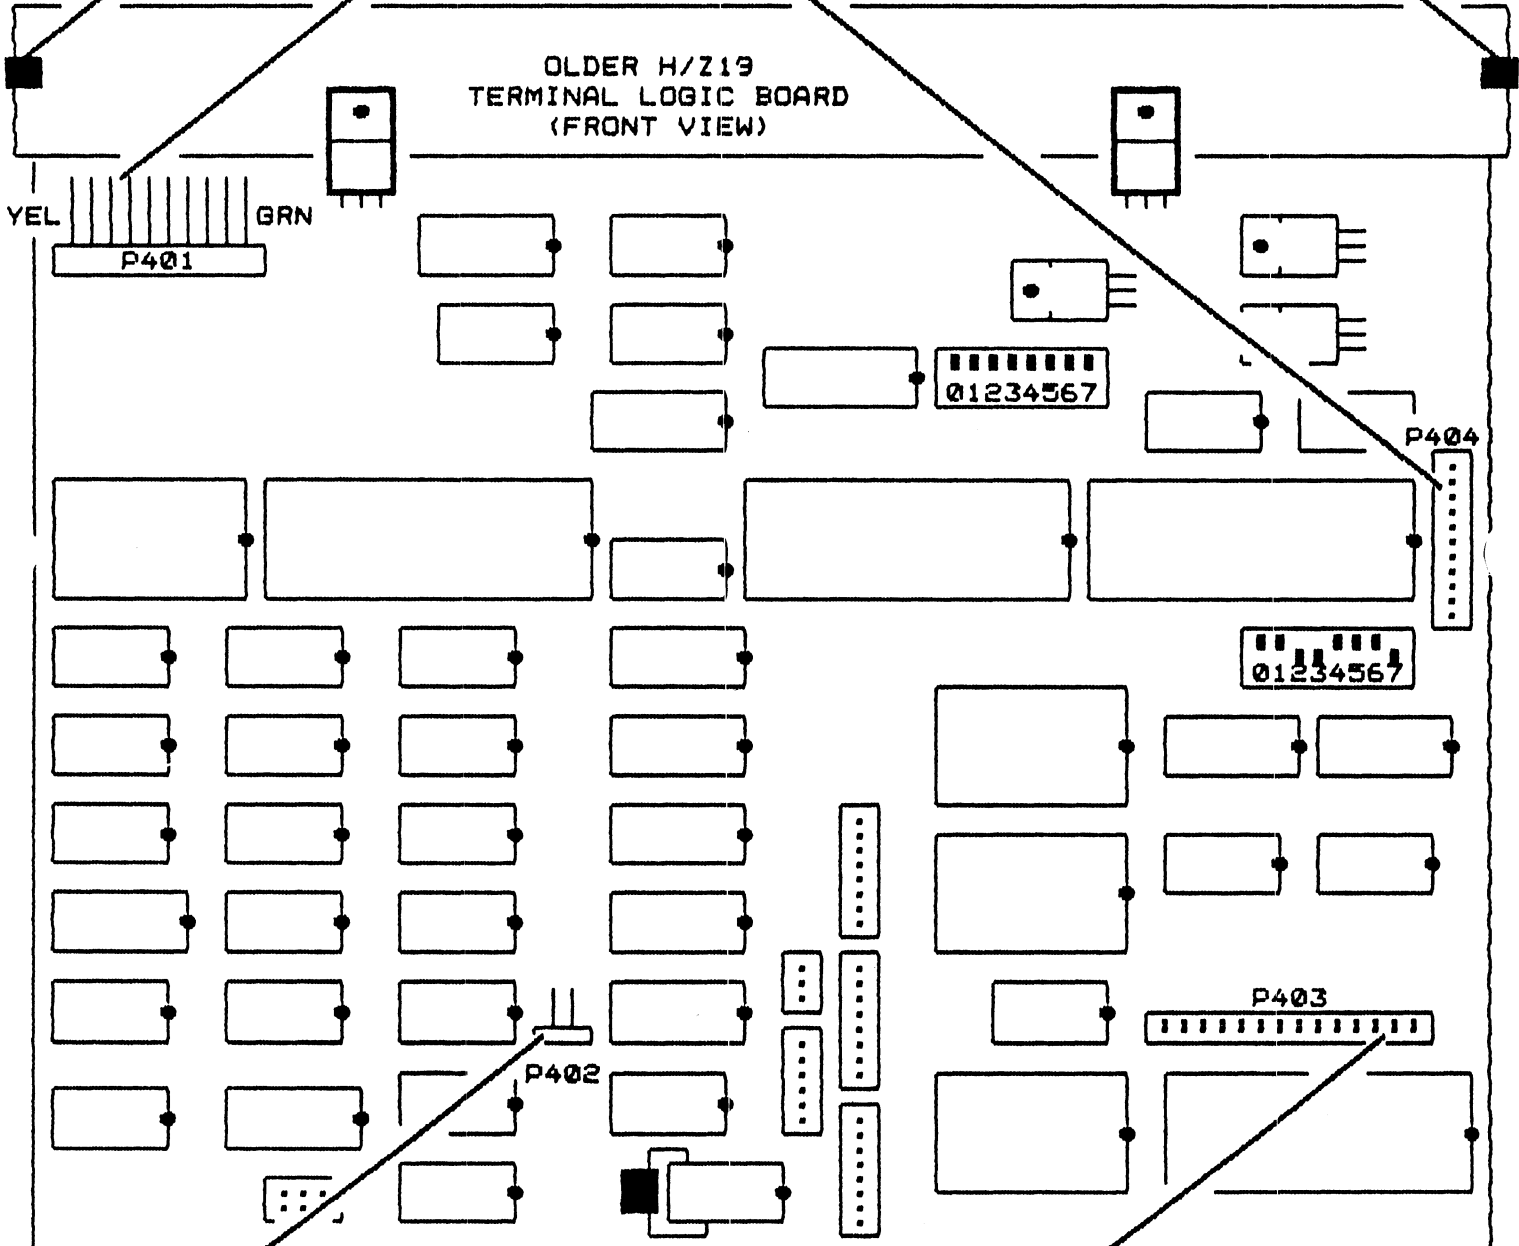 OLDER H/Z19
TERMINAL LOGIC BOARD
(FRONT VIEW)
YEL
GRN
P401
01234567
P404
01234567
P403
P402